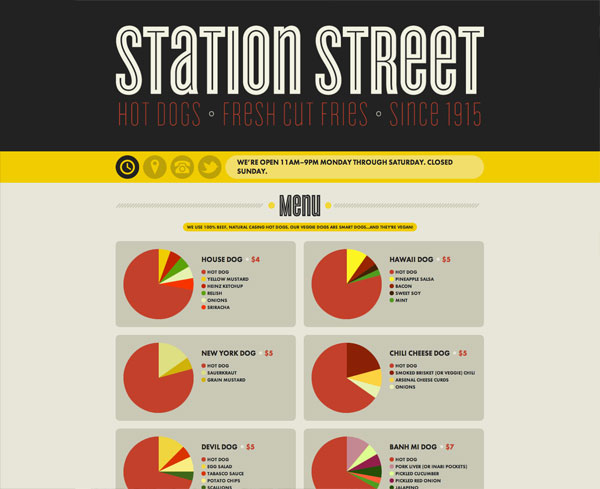 STATION STREET
HOT DOGS • FRESH CUT FRIES • SINCE 1915
WE'RE OPEN 11AM–9PM MONDAY THROUGH SATURDAY. CLOSED
SUNDAY.
MENU
WE USE 100% BEEF, NATURAL CASING HOT DOGS. OUR VEGGIE DOGS ARE SMART DOGS...AND THEY'RE VEGAN!
HOUSE DOG • $4
HOT DOG
YELLOW MUSTARD
HEINZ KETCHUP
RELISH
ONIONS
SRIRACHA
HAWAII DOG • $5
HOT DOG
PINEAPPLE SALSA
BACON
SWEET SOY
MINT
NEW YORK DOG • $5
HOT DOG
SAUERKRAUT
GRAIN MUSTARD
CHILI CHEESE DOG • $5
HOT DOG
SMOKED BRISKET (OR VEGGIE) CHILI
ARSENAL CHEESE CURDS
ONIONS
DEVIL DOG • $5
HOT DOG
EGG SALAD
TABASCO SAUCE
POTATO CHIPS
SCALLIONS
BANH MI DOG • $7
HOT DOG
PORK LIVER (OR INARI POCKETS)
PICKLED CUCUMBER
PICKLED RED ONION
JALAPEÑO